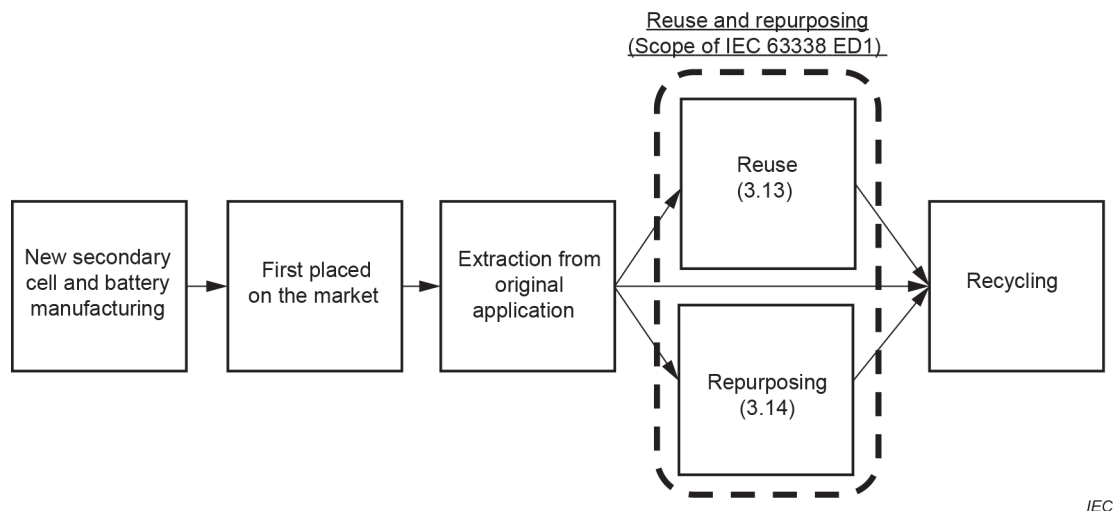 Reuse and repurposing
(Scope of IEC 63338 ED1)
Reuse
(3.13)
New secondary
cell and battery
manufacturing
First placed
on the market
Extraction from
original
application
Recycling
Repurposing
(3.14)
IEC